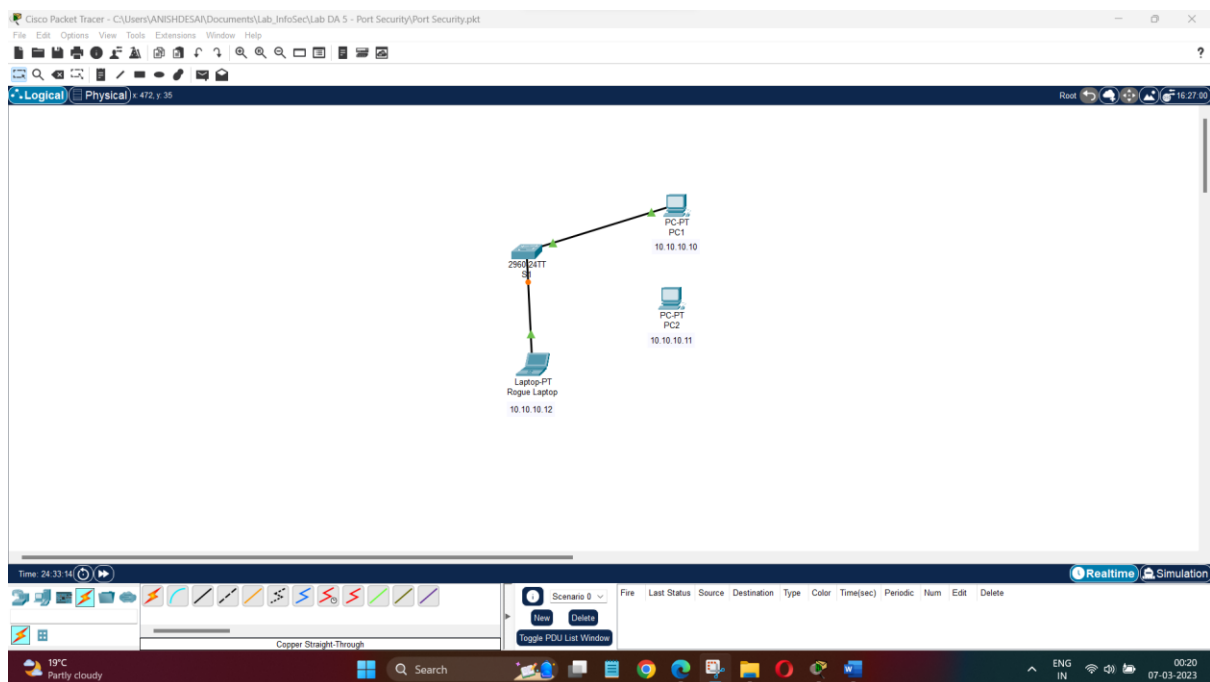 Cisco Packet Tracer - C:\Users\ANISHDESAI\Documents\Lab_InfoSec\Lab DA 5 - Port Security\Port Security.pkt
File Edit Options View Tools Extensions Window Help
?
Logical Physical x: 472, y: 35
Root 16:27:00
PC-PT
PC1
10.10.10.10
2960-24TT
S1
PC-PT
PC2
10.10.10.11
Laptop-PT
Rogue Laptop
10.10.10.12
Time: 24:33:14
Realtime Simulation
Scenario 0
New Delete
Toggle PDU List Window
Fire Last Status Source Destination Type Color Time(sec) Periodic Num Edit Delete
Copper Straight-Through
19°C
Partly cloudy
Search
ENG
IN
00:20
07-03-2023